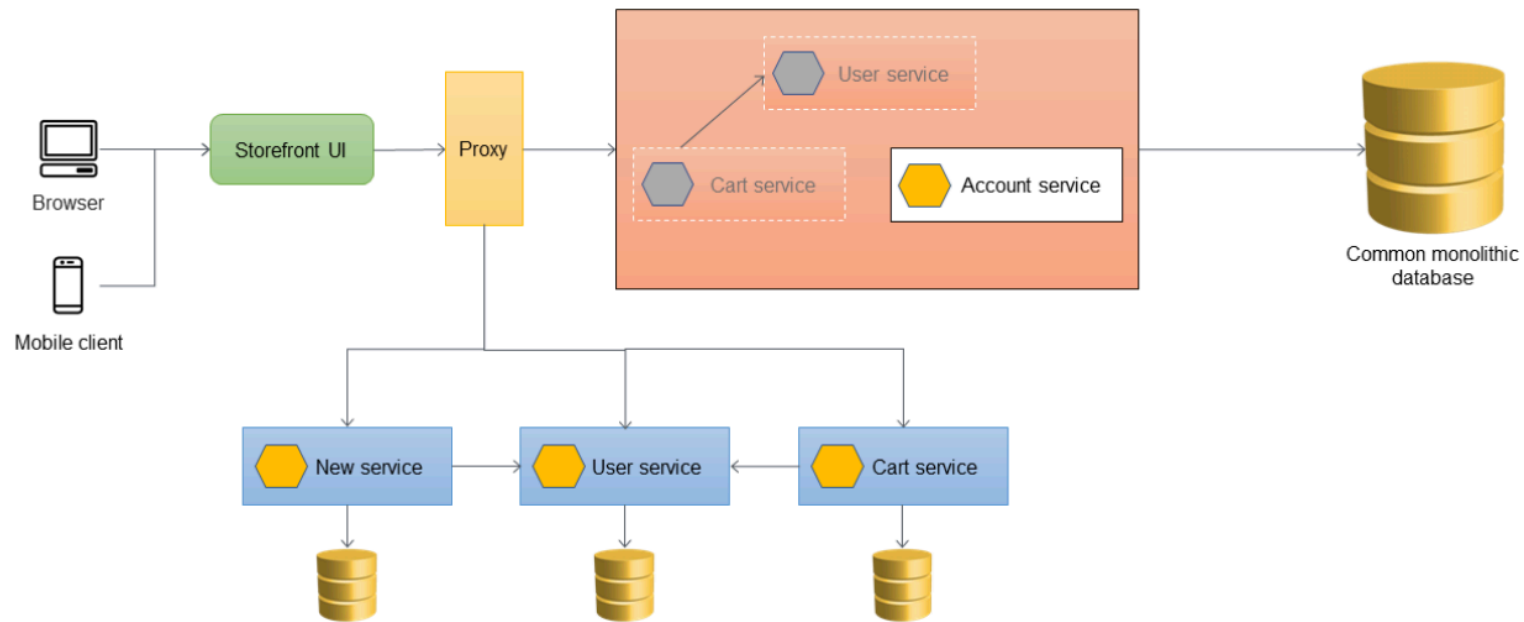 User service
Storefront UI
Proxy
Cart service
Account service
Browser
Common monolithic
database
Mobile client
New service
User service
Cart service